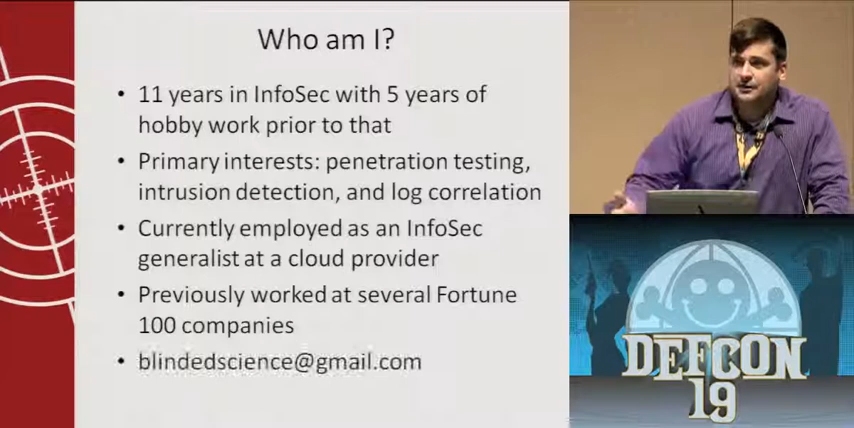 Who am I?
• 11 years in InfoSec with 5 years of
hobby work prior to that
• Primary interests: penetration testing,
intrusion detection, and log correlation
• Currently employed as an InfoSec
generalist at a cloud provider
• Previously worked at several Fortune
100 companies
• blindedscience@gmail.com
DEFCON
19